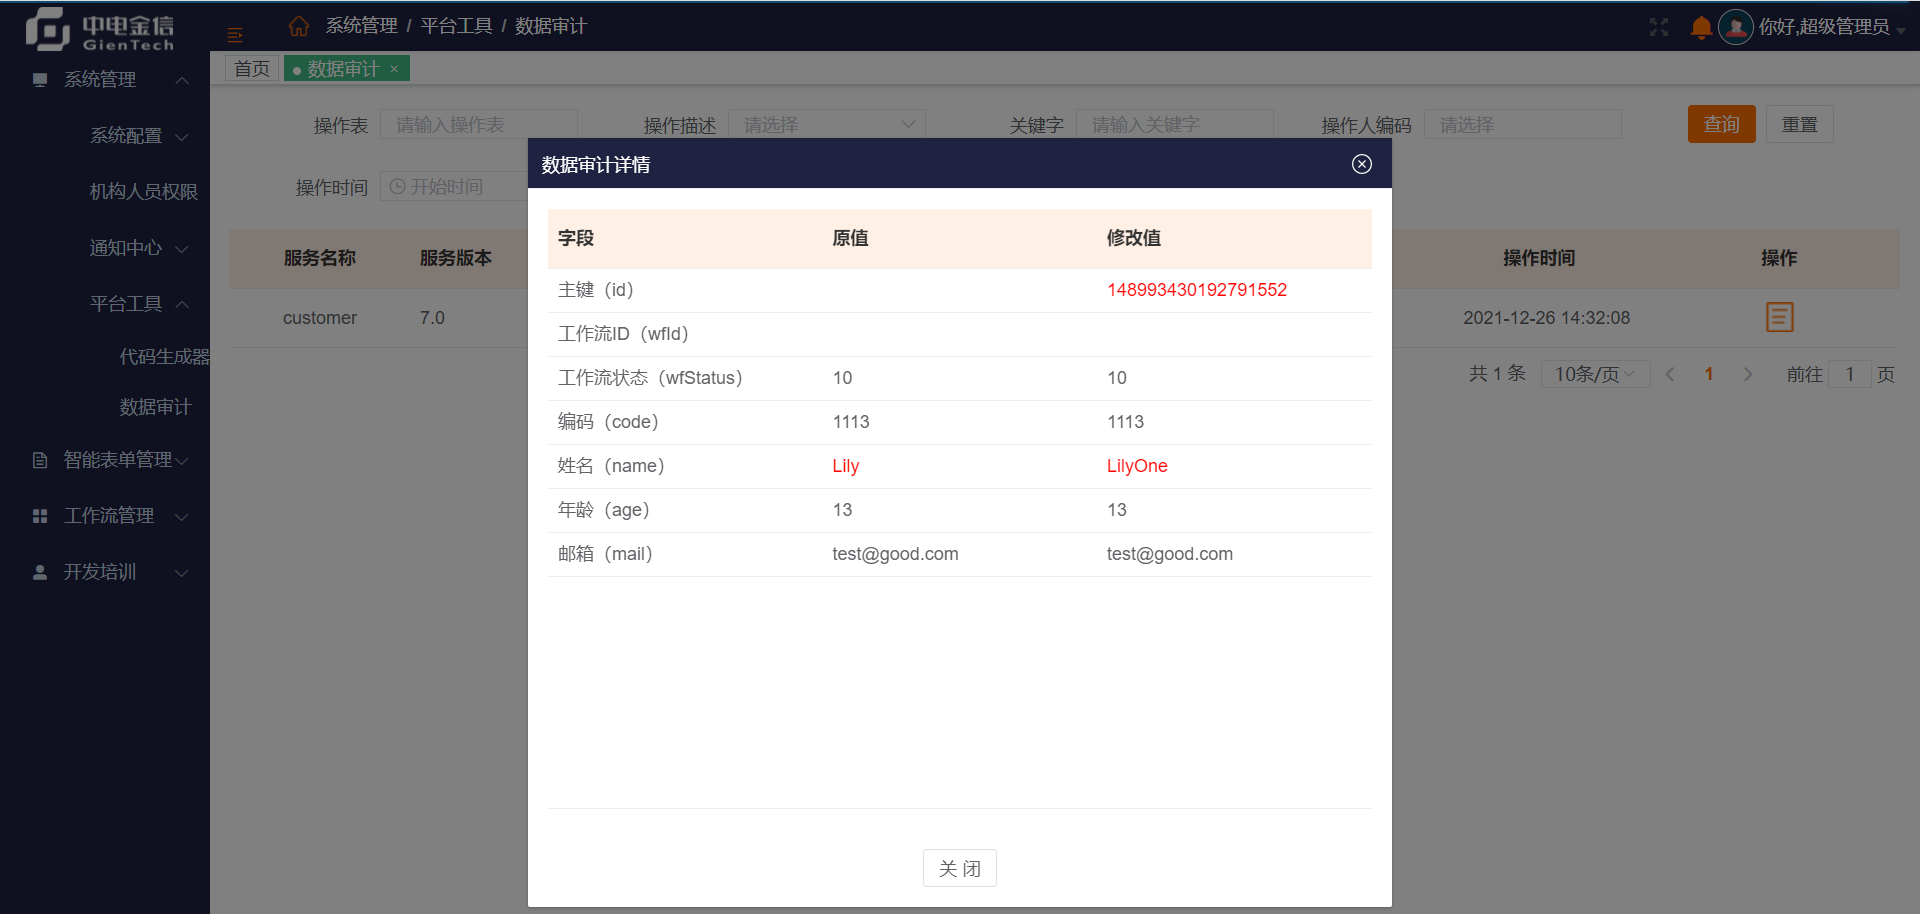 中电金信
GienTech
系统管理 / 平台工具 / 数据审计
你好,超级管理员
首页
数据审计 ×
系统管理
系统配置
机构人员权限
通知中心
平台工具
代码生成器
数据审计
智能表单管理
工作流管理
开发培训
操作表 请输入操作表 操作描述 请选择 关键字 请输入关键字 操作人编码 请选择 查询 重置
操作时间 开始时间
服务名称 服务版本 操作时间 操作
customer 7.0 2021-12-26 14:32:08
共 1 条 10条/页 1 前往 1 页
数据审计详情
字段 原值 修改值
主键（id） 148993430192791552
工作流ID（wfId）
工作流状态（wfStatus） 10 10
编码（code） 1113 1113
姓名（name） Lily LilyOne
年龄（age） 13 13
邮箱（mail） test@good.com test@good.com
关 闭